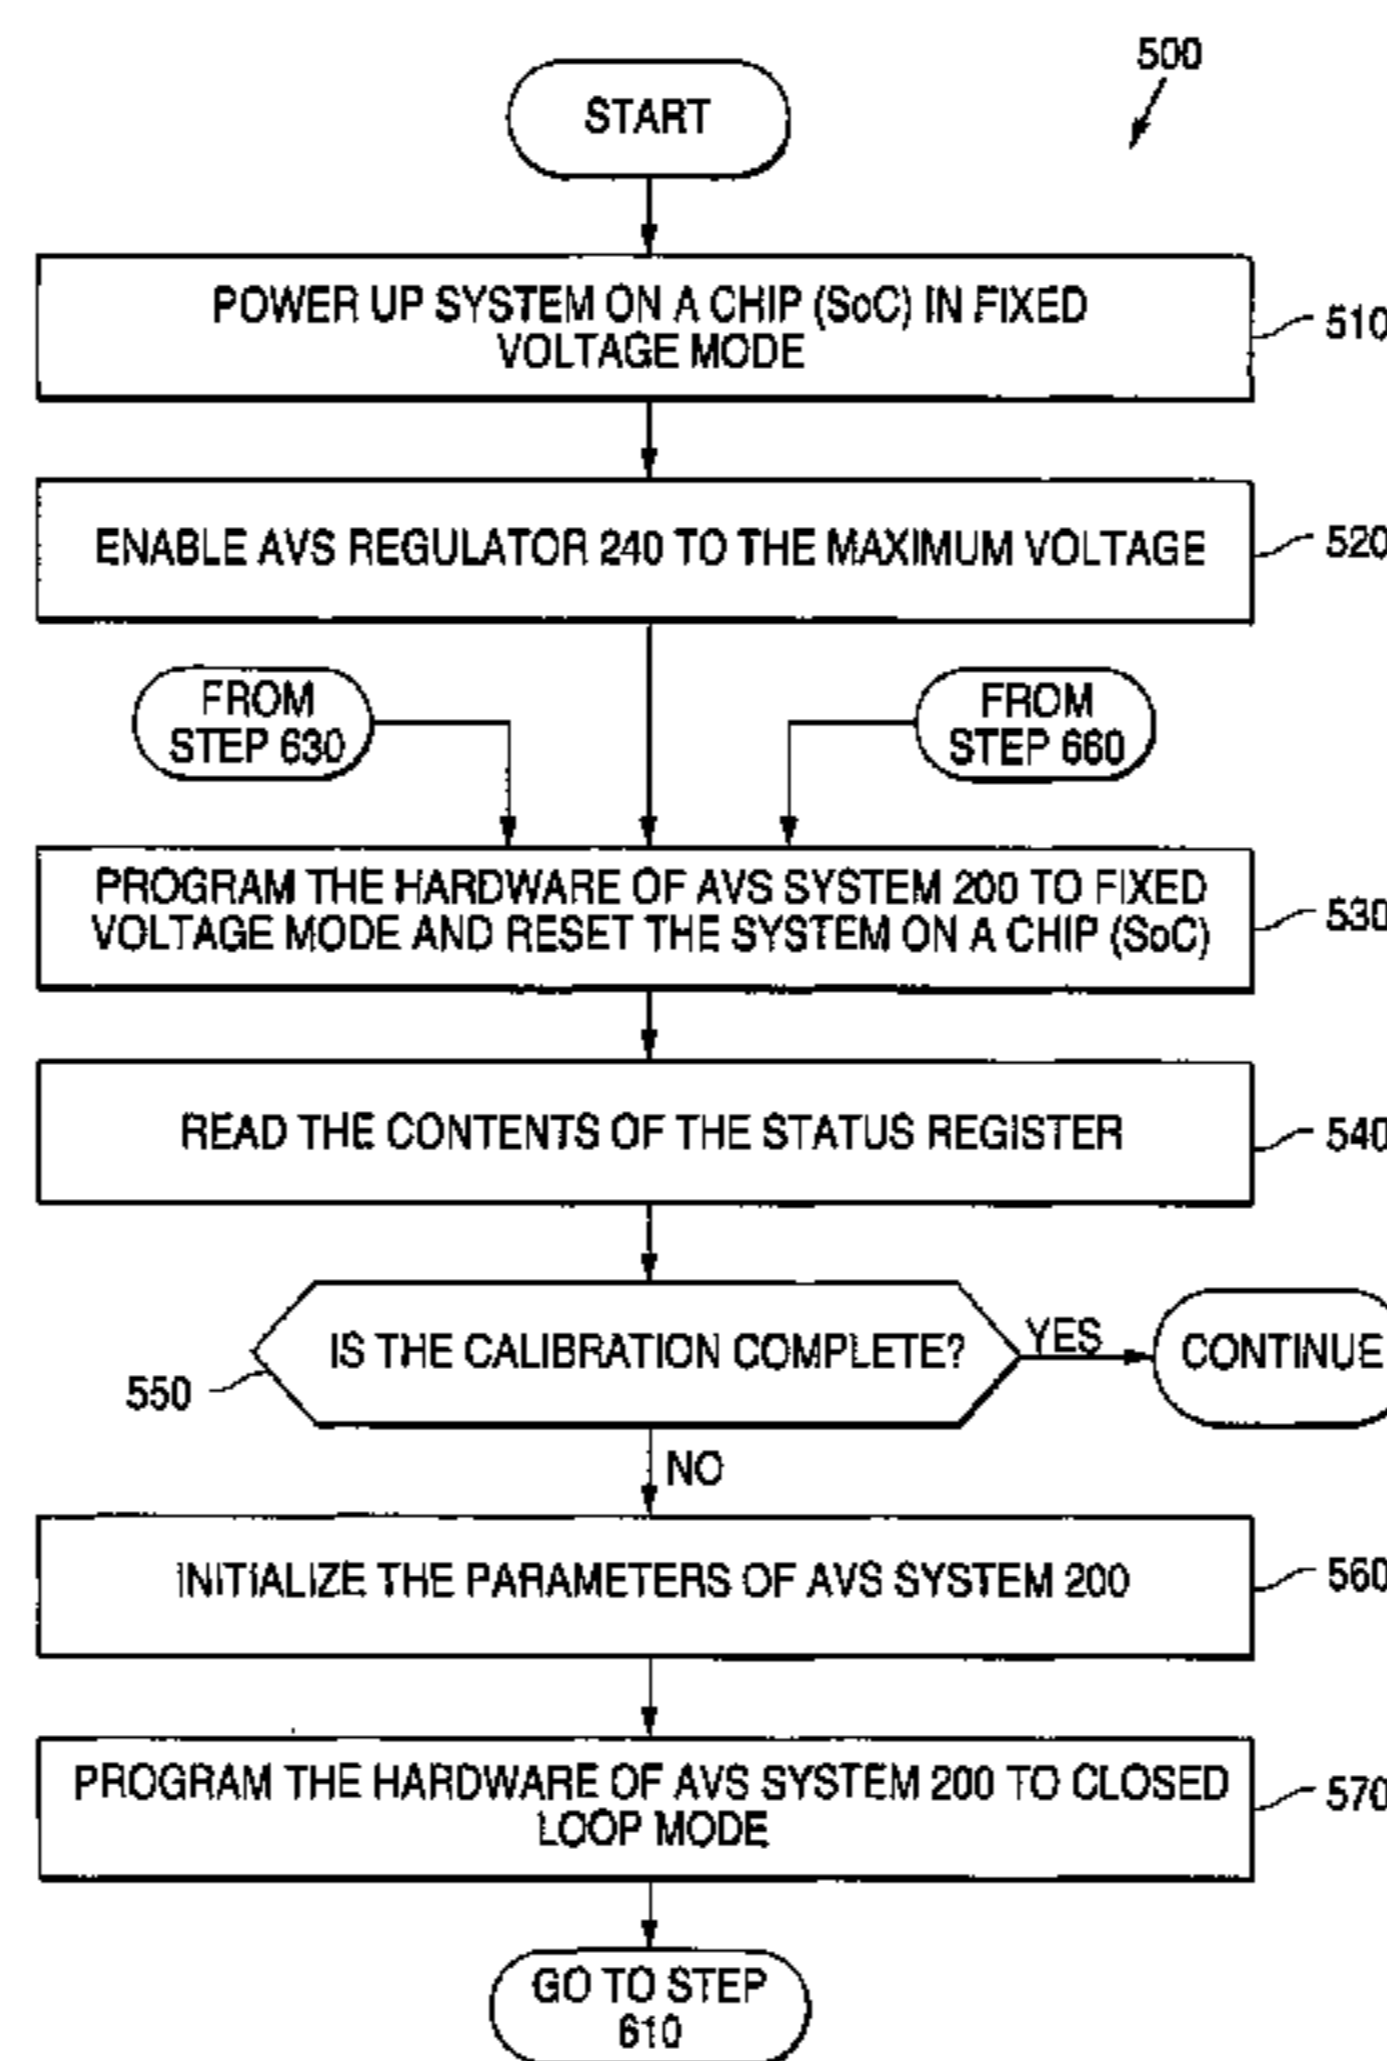 500
START
POWER UP SYSTEM ON A CHIP (SoC) IN FIXED
VOLTAGE MODE
510
ENABLE AVS REGULATOR 240 TO THE MAXIMUM VOLTAGE
520
FROM
STEP 630
FROM
STEP 660
PROGRAM THE HARDWARE OF AVS SYSTEM 200 TO FIXED
VOLTAGE MODE AND RESET THE SYSTEM ON A CHIP (SoC)
530
READ THE CONTENTS OF THE STATUS REGISTER
540
IS THE CALIBRATION COMPLETE?
YES
CONTINUE
550
NO
INITIALIZE THE PARAMETERS OF AVS SYSTEM 200
560
PROGRAM THE HARDWARE OF AVS SYSTEM 200 TO CLOSED
LOOP MODE
570
GO TO STEP
610